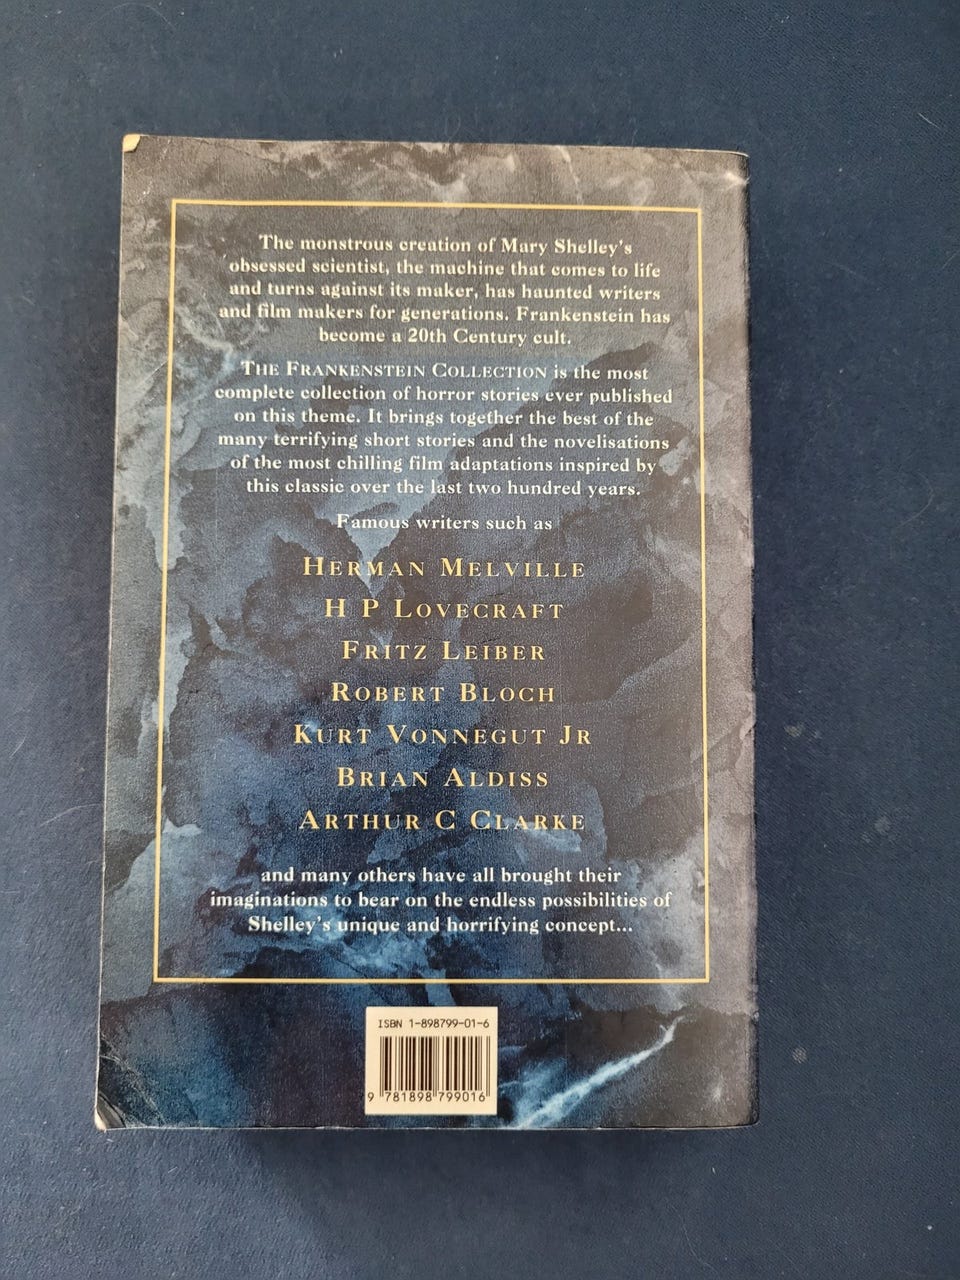 The monstrous creation of Mary Shelley's
obsessed scientist, the machine that comes to life
and turns against its maker, has haunted writers
and film makers for generations. Frankenstein has
become a 20th Century cult.
THE FRANKENSTEIN COLLECTION is the most
complete collection of horror stories ever published
on this theme. It brings together the best of the
many terrifying short stories and the novelisations
of the most chilling film adaptations inspired by
this classic over the last two hundred years.
Famous writers such as
HERMAN MELVILLE
H P LOVECRAFT
FRITZ LEIBER
ROBERT BLOCH
KURT VONNEGUT JR
BRIAN ALDISS
ARTHUR C CLARKE
and many others have all brought their
imaginations to bear on the endless possibilities of
Shelley's unique and horrifying concept...
ISBN 1-898799-01-6
9 781898 799016